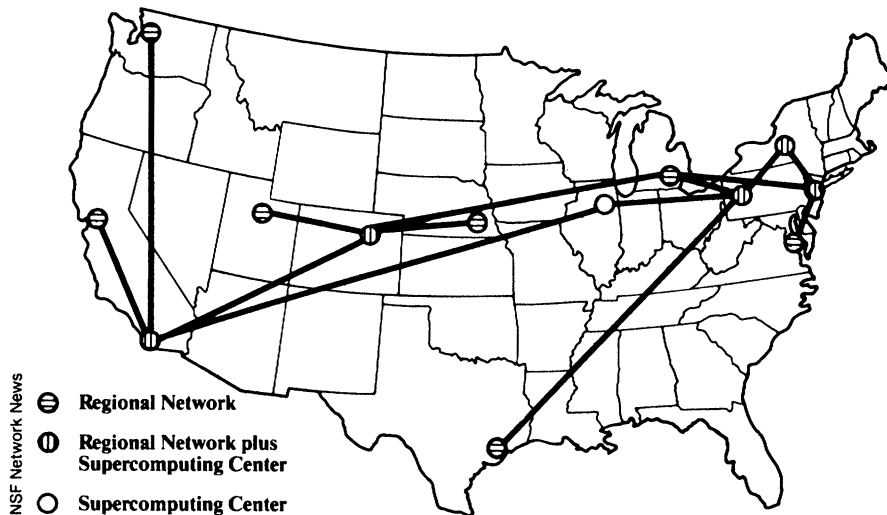 NSF Network News
Regional Network
Regional Network plus
Supercomputing Center
Supercomputing Center